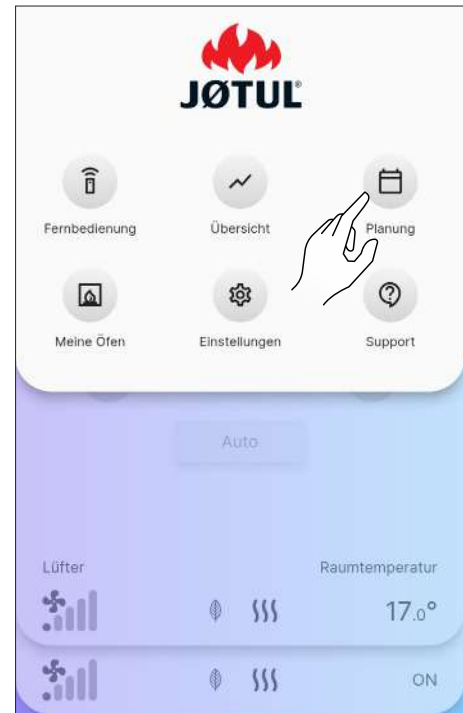 JØTUL®
Fernbedienung Übersicht Planung
Meine Öfen Einstellungen Support
Auto
Lüfter Raumtemperatur
17.0°
ON